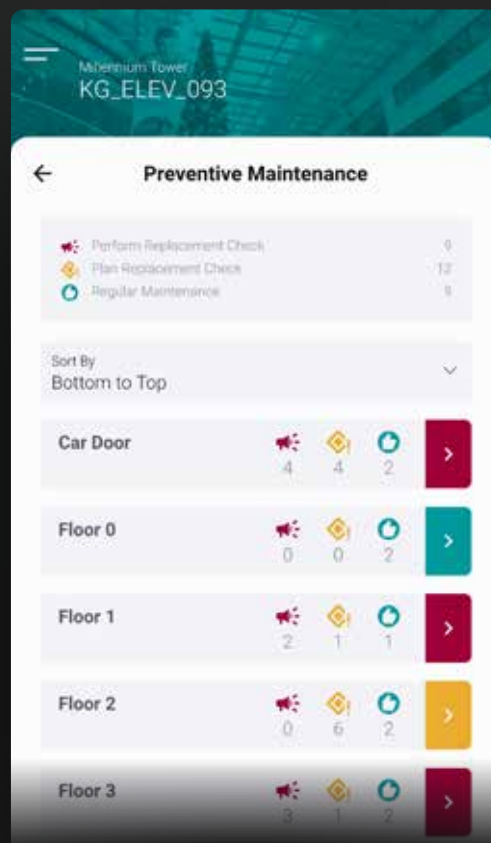 Millennium Tower
KG_ELEV_093
Preventive Maintenance
Perform Replacement Check
Plan Replacement Check 12
Regular Maintenance
Sort By
Bottom to Top
Car Door
4 4 2
Floor 0
0 0 2
Floor 1
2 1 1
Floor 2
0 6 2
Floor 3
3 1 2